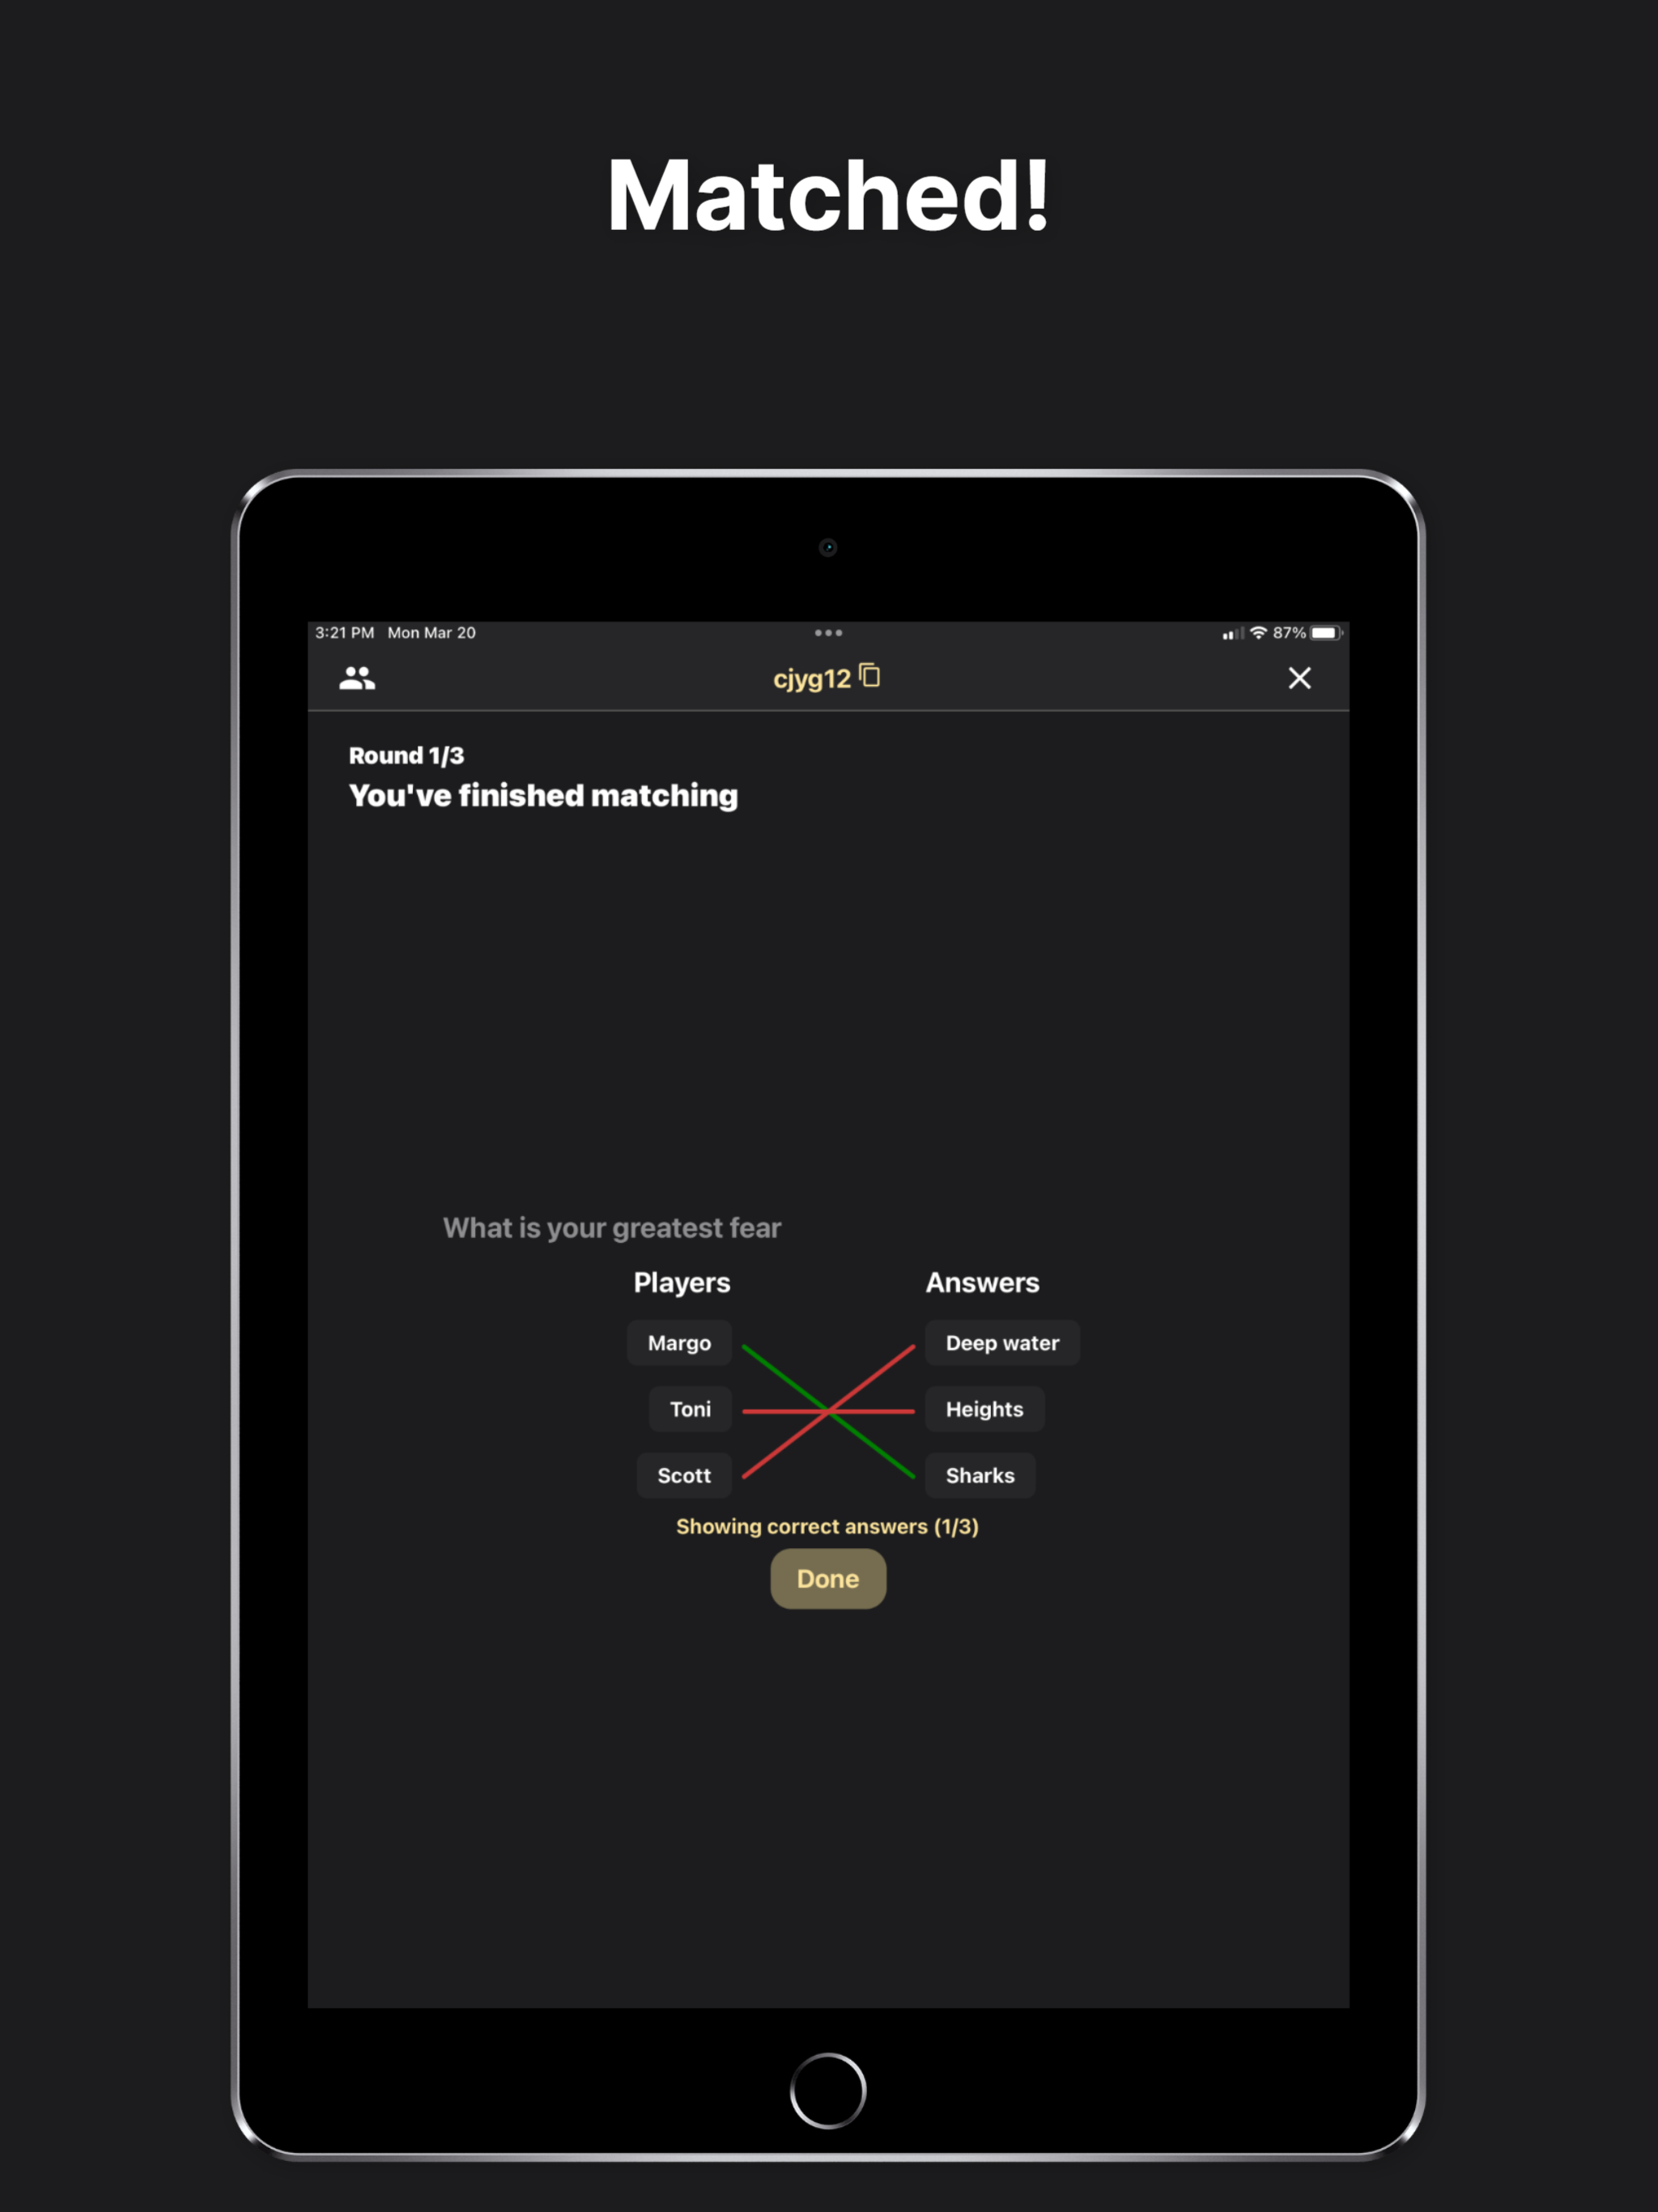 Matched!
3:21 PM Mon Mar 20
87%
cjyg12
Round 1/3
You've finished matching
What is your greatest fear
Players Answers
Margo Deep water
Toni Heights
Scott Sharks
Showing correct answers (1/3)
Done